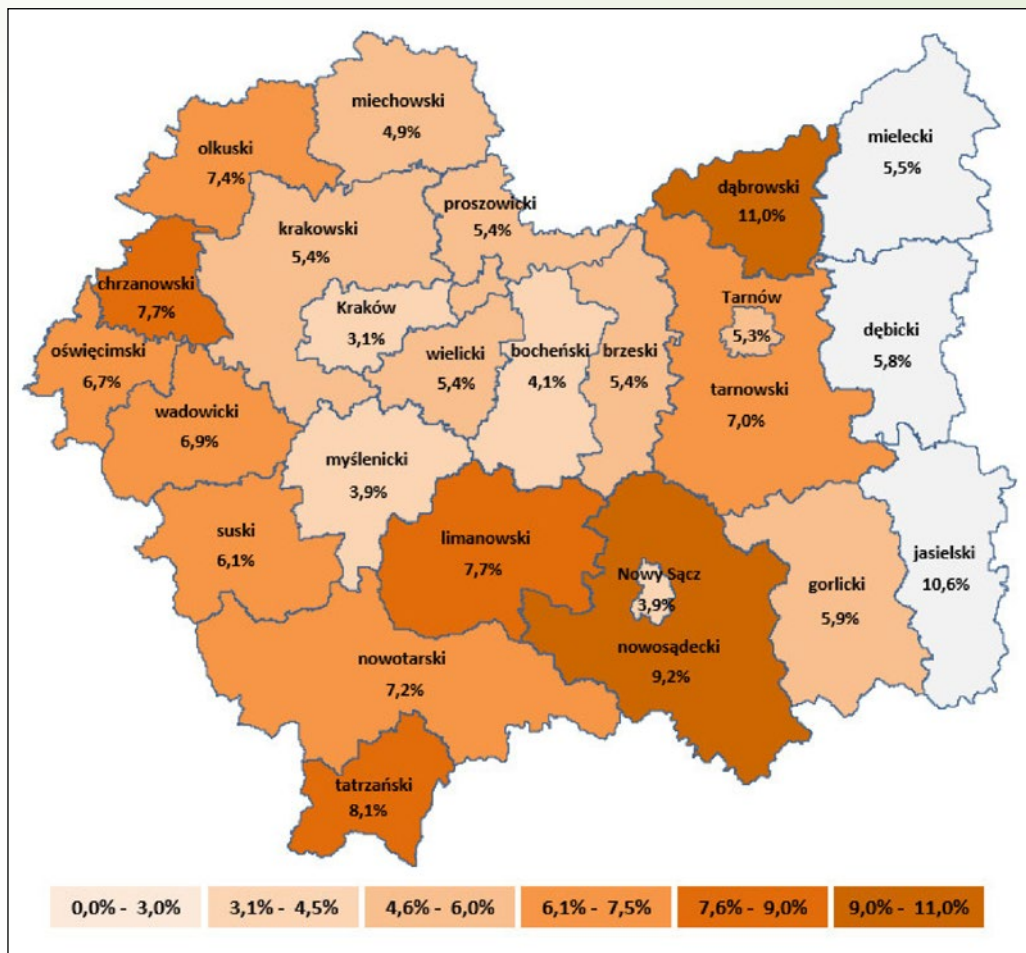 miechowski
4,9%
olkuski
7,4%
mielecki
5,5%
dąbrowski
11,0%
proszowicki
5,4%
krakowski
5,4%
chrzanowski
7,7%
Kraków
3,1%
Tarnów
5,3%
dębicki
5,8%
oświęcimski
6,7%
wielicki
5,4%
bocheński
4,1%
brzeski
5,4%
tarnowski
7,0%
wadowicki
6,9%
myślenicki
3,9%
suski
6,1%
limanowski
7,7%
jasielski
10,6%
Nowy Sącz
3,9%
gorlicki
5,9%
nowosądecki
9,2%
nowotarski
7,2%
tatrzański
8,1%
0,0% - 3,0%
3,1% - 4,5%
4,6% - 6,0%
6,1% - 7,5%
7,6% - 9,0%
9,0% - 11,0%